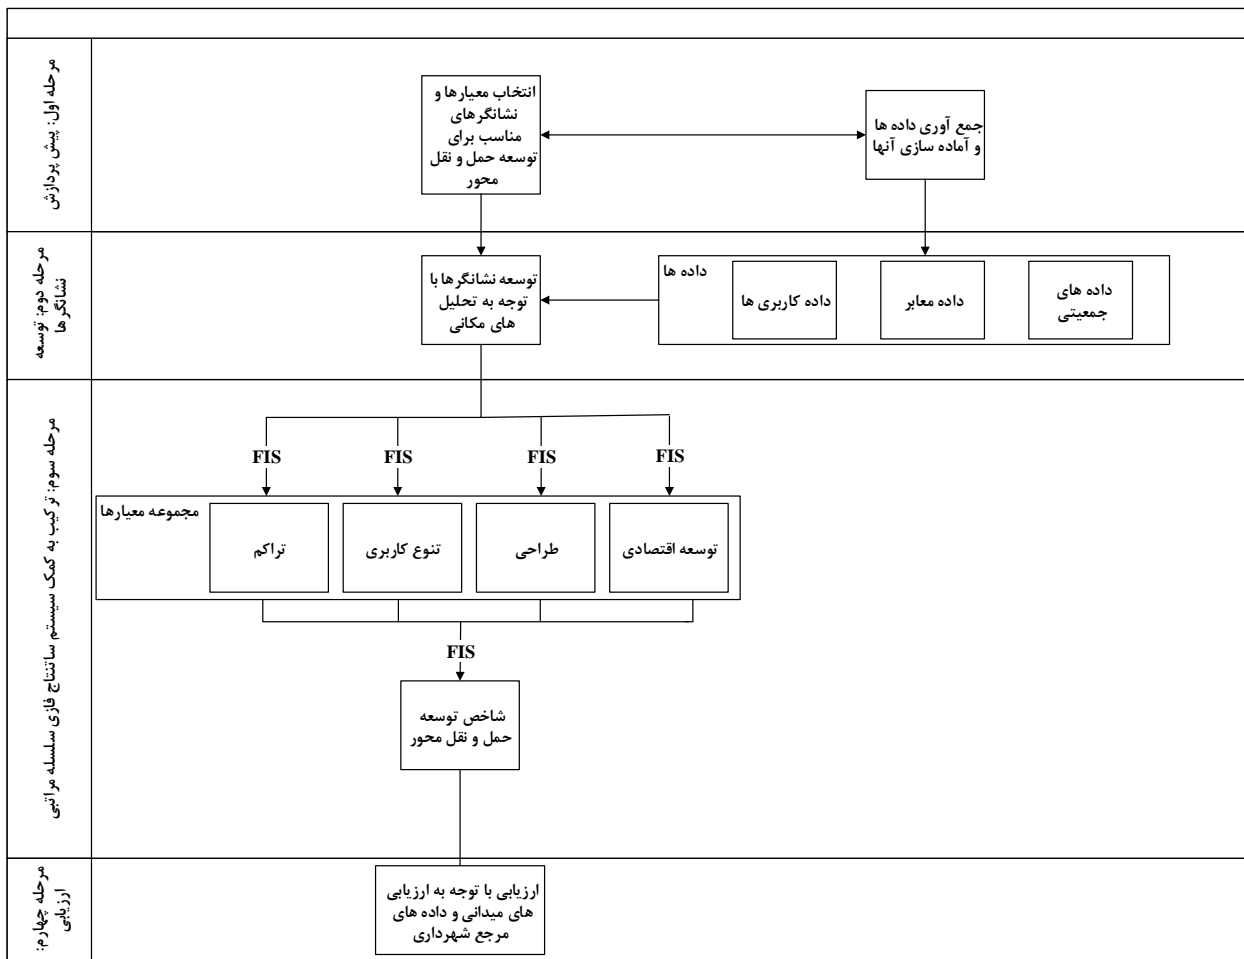 مرحله اول: پیش پردازش
انتخاب معیارها و
نشانگرهای
مناسب برای
توسعه حمل و نقل
محور
جمع آوری داده ها
و آماده سازی آنها
مرحله دوم: توسعه
نشانگرها
توسعه نشانگرها با
توجه به تحلیل
های مکانی
داده ها
داده کاربری ها
داده معابر
داده های
جمعیتی
مرحله سوم: ترکیب به کمک سیستم ساتنتاج فازی سلسله مراتبی
FIS
FIS
FIS
FIS
مجموعه معیارها
تراکم
تنوع کاربری
طراحی
توسعه اقتصادی
FIS
شاخص توسعه
حمل و نقل محور
مرحله چهارم:
ارزیابی
ارزیابی با توجه به ارزیابی
های میدانی و داده های
مرجع شهرداری